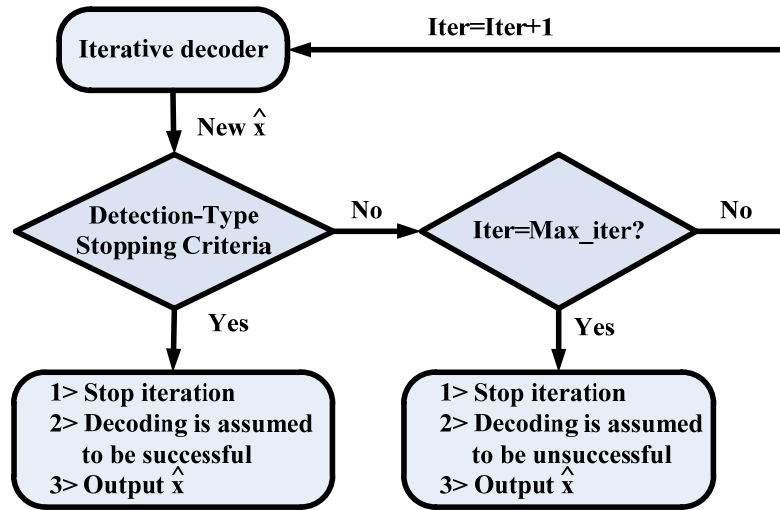 Iter=Iter+1
Iterative decoder
New x̂
Detection-Type
Stopping Criteria
No
Iter=Max_iter?
No
Yes
Yes
1> Stop iteration
2> Decoding is assumed
to be successful
3> Output x̂
1> Stop iteration
2> Decoding is assumed
to be unsuccessful
3> Output x̂